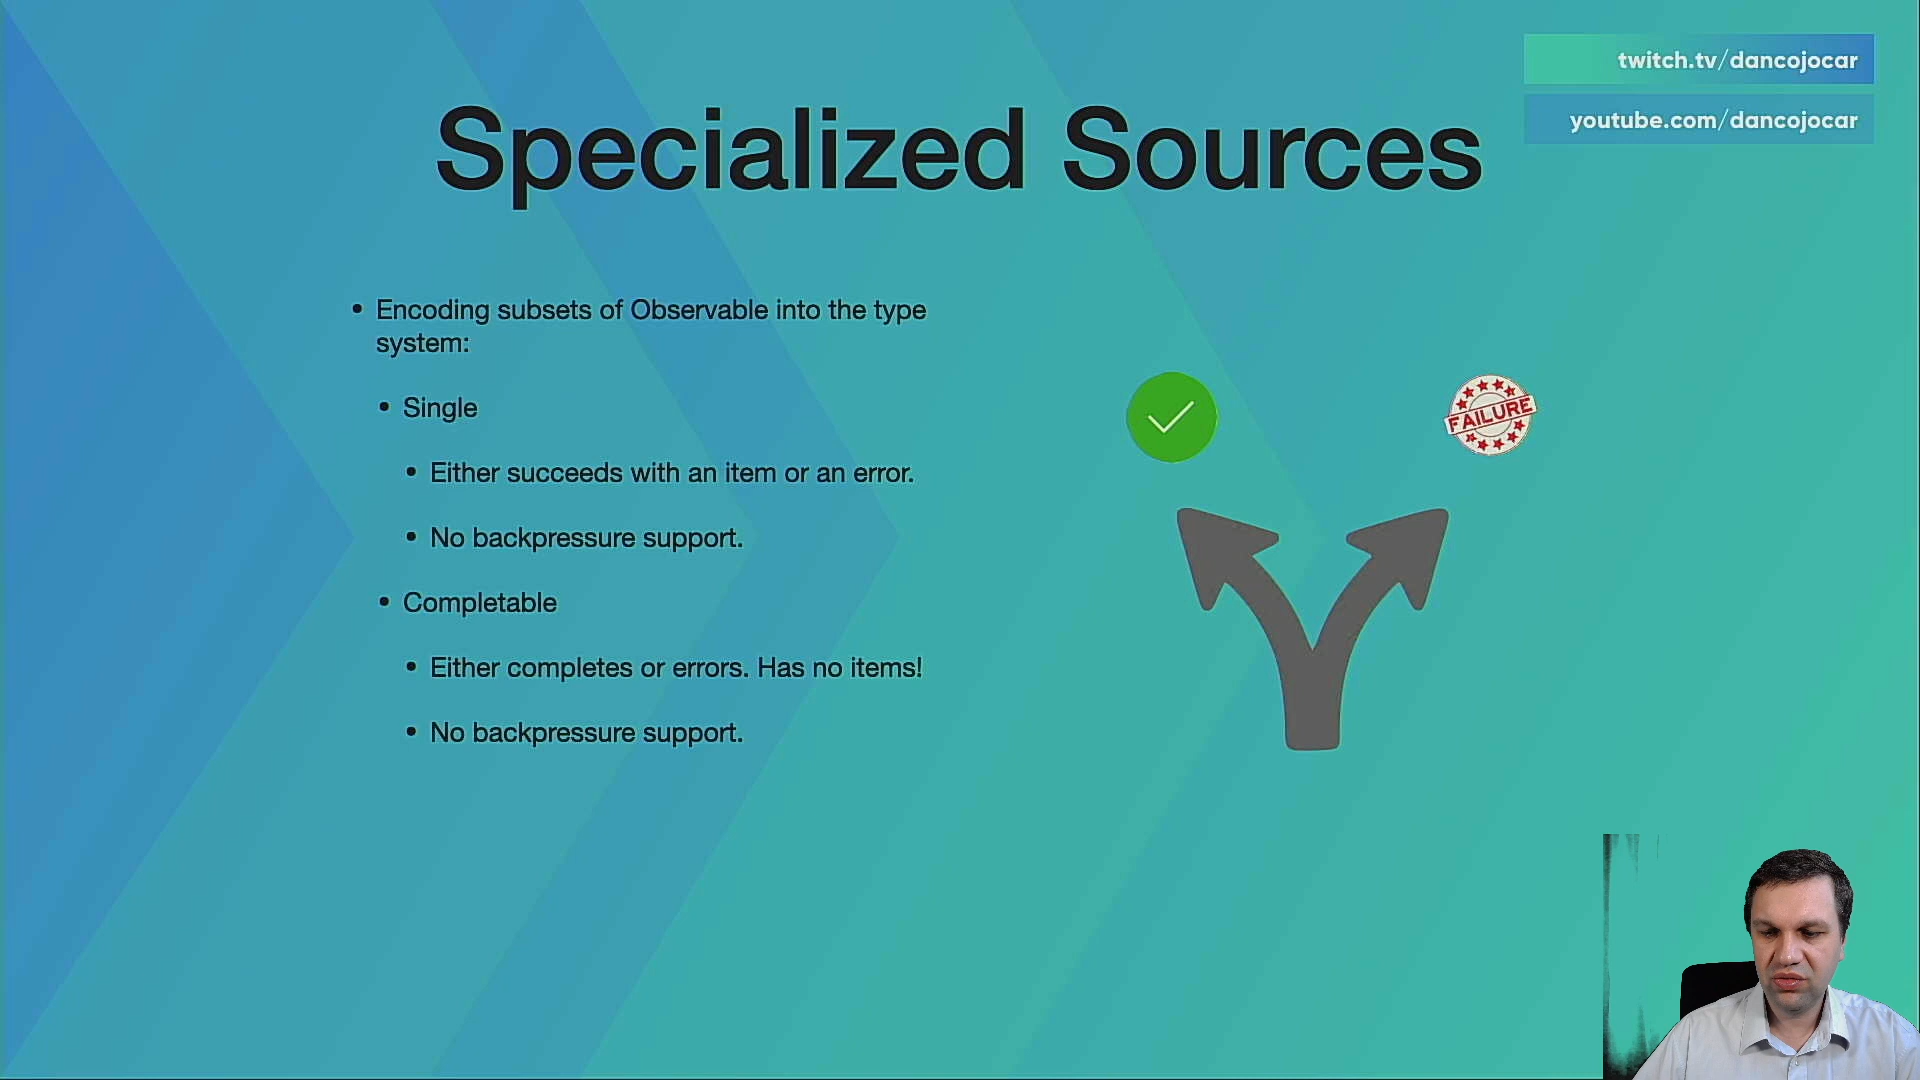 twitch.tv/dancojocar
youtube.com/dancojocar
Specialized Sources
• Encoding subsets of Observable into the type
system:
• Single
• Either succeeds with an item or an error.
• No backpressure support.
• Completable
• Either completes or errors. Has no items!
• No backpressure support.
FAILURE